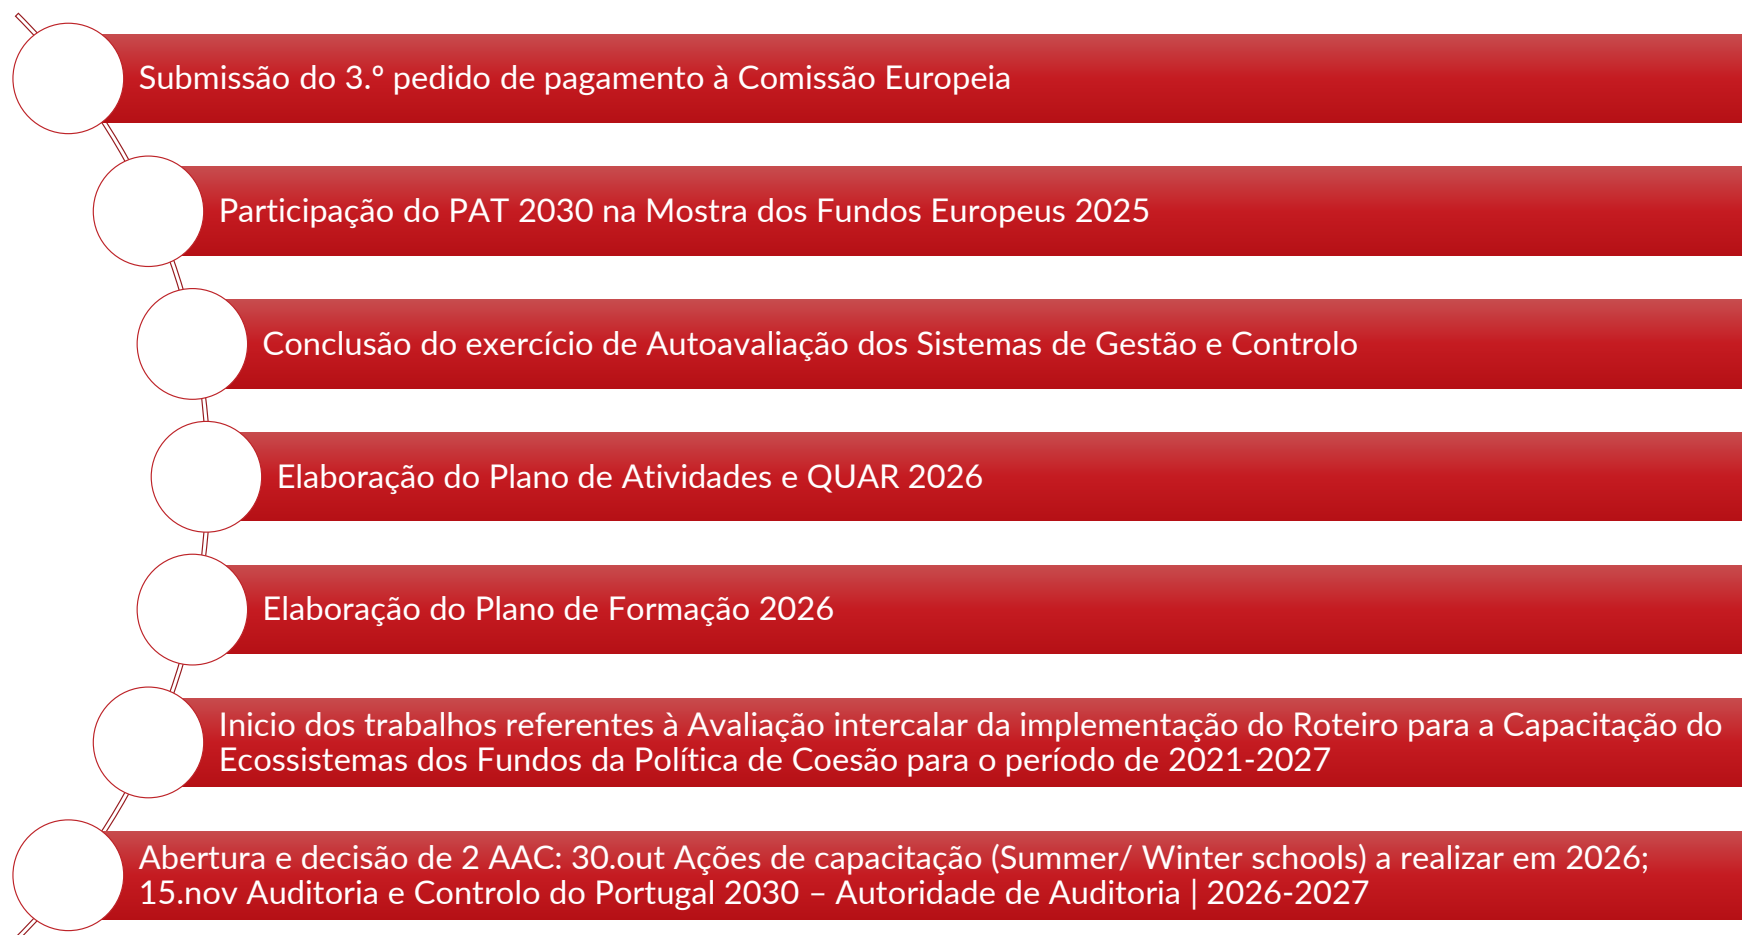 Submissão do 3.º pedido de pagamento à Comissão Europeia
Participação do PAT 2030 na Mostra dos Fundos Europeus 2025
Conclusão do exercício de Autoavaliação dos Sistemas de Gestão e Controlo
Elaboração do Plano de Atividades e QUAR 2026
Elaboração do Plano de Formação 2026
Inicio dos trabalhos referentes à Avaliação intercalar da implementação do Roteiro para a Capacitação do
Ecossistemas dos Fundos da Política de Coesão para o período de 2021-2027
Abertura e decisão de 2 AAC: 30.out Ações de capacitação (Summer/ Winter schools) a realizar em 2026;
15.nov Auditoria e Controlo do Portugal 2030 – Autoridade de Auditoria | 2026-2027